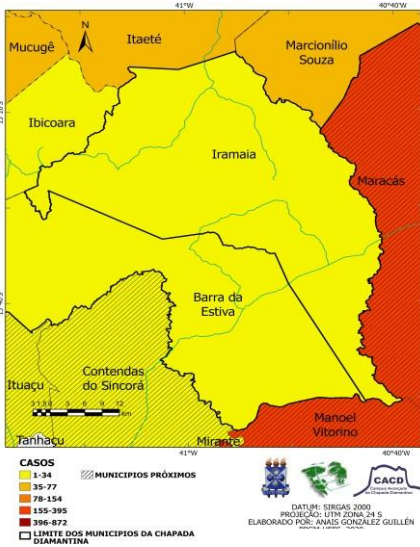 41°W
40°40'W
Mucugê
N
Itaeté
Marcionílio
Souza
Ibicoara
Iramaia
Maracás
Barra da
Estiva
Ituaçu
Contendas
do Sincorá
Km
Manoel
Vitorino
Tanhaçu
Mirante
41°W
40°40'W
CASOS
1-34
35-77
78-154
155-395
396-872
MUNICIPIOS PRÓXIMOS
LIMITE DOS MUNICIPIOS DA CHAPADA
DIAMANTINA
CACD
DATUM: SIRGAS 2000
PROJEÇÃO: UTM ZONA 24 S
ELABORADO POR: ANAIS GONZÁLEZ GUILLÉN